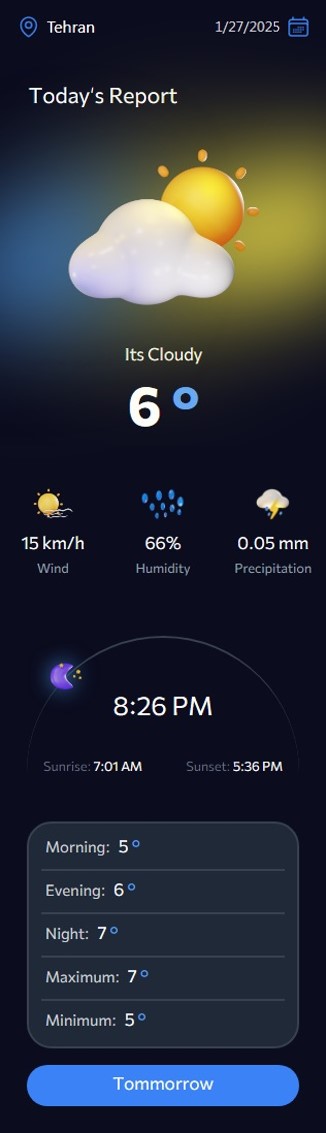 Tehran 1/27/2025
Today's Report
Its Cloudy
6°
15 km/h 66% 0.05 mm
Wind Humidity Precipitation
8:26 PM
Sunrise: 7:01 AM Sunset: 5:36 PM
Morning: 5°
Evening: 6°
Night: 7°
Maximum: 7°
Minimum: 5°
Tommorrow